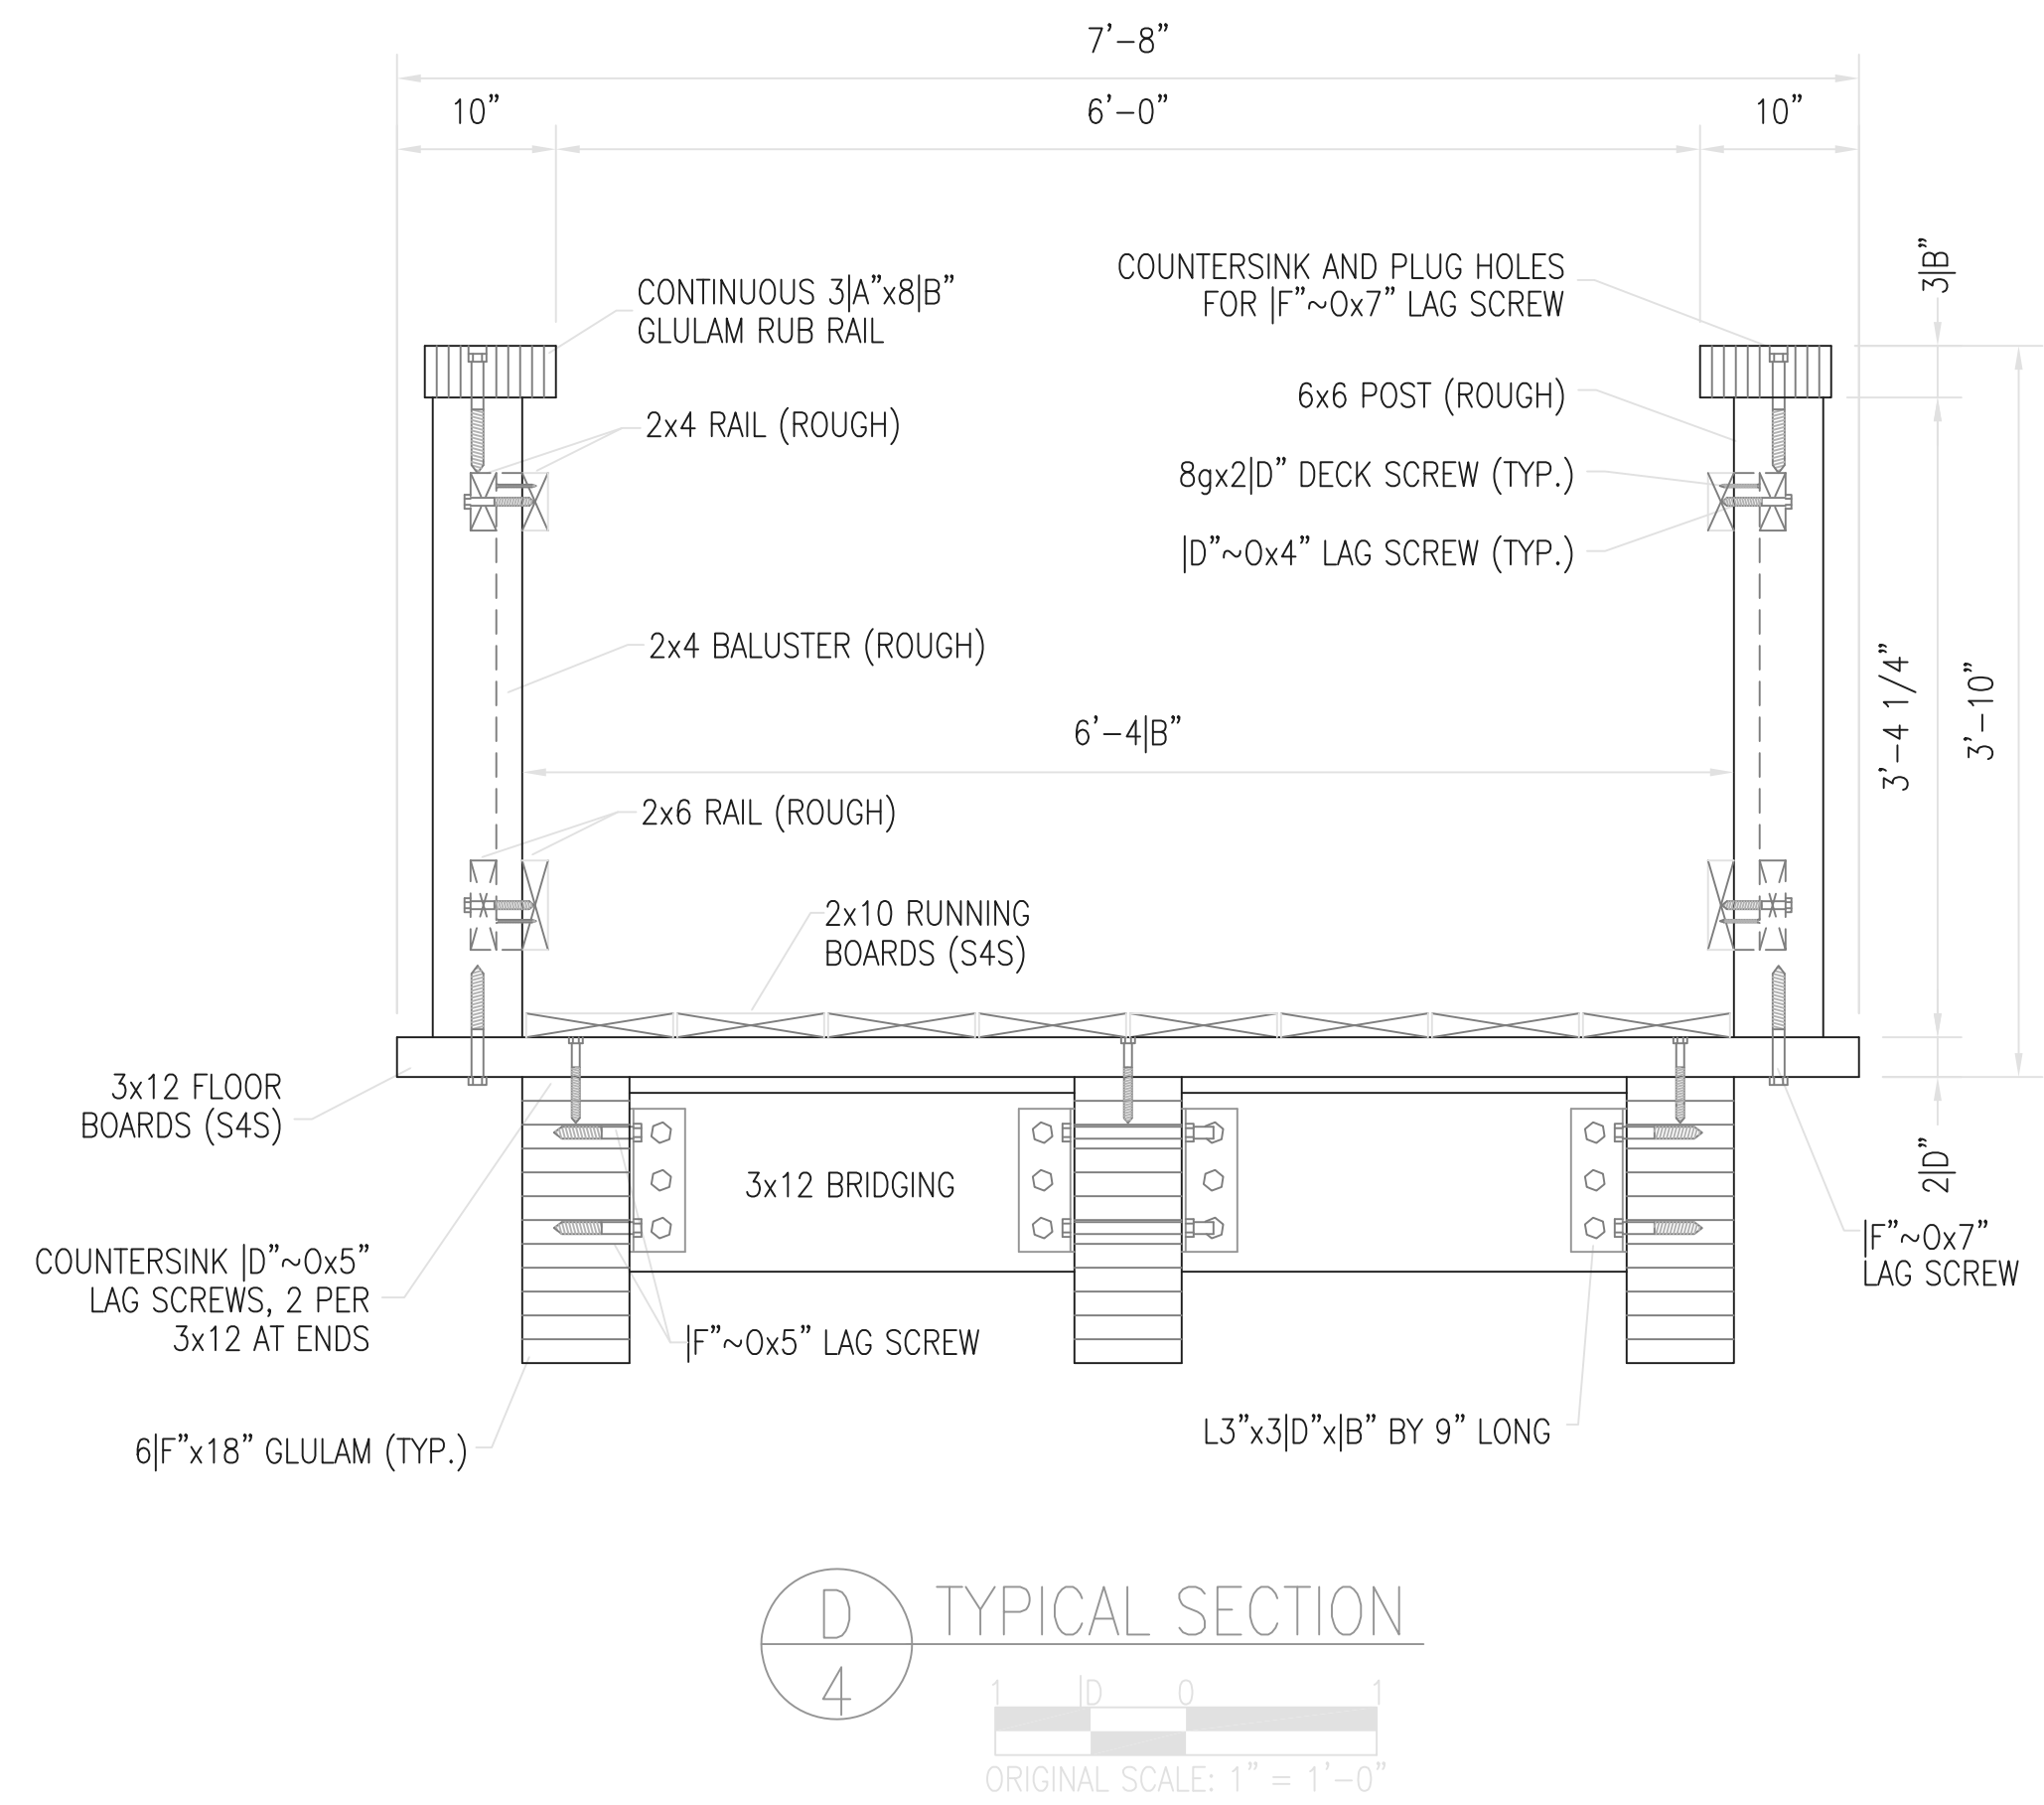 7'-8"
10"
6'-0"
10"
3|B"
CONTINUOUS 3|A"x8|B"
GLULAM RUB RAIL
COUNTERSINK AND PLUG HOLES
FOR |F"~0x7" LAG SCREW
2x4 RAIL (ROUGH)
6x6 POST (ROUGH)
8gx2|D" DECK SCREW (TYP.)
|D"~0x4" LAG SCREW (TYP.)
2x4 BALUSTER (ROUGH)
6'-4|B"
3'-4 1/4"
3'-10"
2x6 RAIL (ROUGH)
2x10 RUNNING
BOARDS (S4S)
3x12 FLOOR
BOARDS (S4S)
3x12 BRIDGING
2|D"
|F"~0x7"
LAG SCREW
COUNTERSINK |D"~0x5"
LAG SCREWS, 2 PER
3x12 AT ENDS
|F"~0x5" LAG SCREW
6|F"x18" GLULAM (TYP.)
L3"x3|D"x|B" BY 9" LONG
D
4
TYPICAL SECTION
1 |D 0 1
ORIGINAL SCALE: 1" = 1'-0"